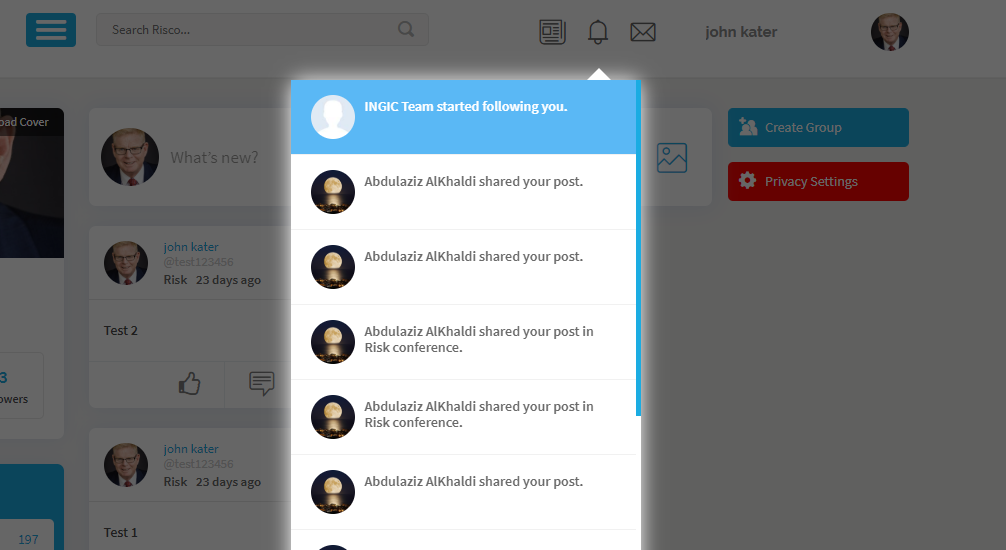 Search Risco...
john kater
INGIC Team started following you.
Abdulaziz AlKhaldi shared your post.
Abdulaziz AlKhaldi shared your post.
Abdulaziz AlKhaldi shared your post in
Risk conference.
Abdulaziz AlKhaldi shared your post in
Risk conference.
Abdulaziz AlKhaldi shared your post.
oad Cover
3
owers
197
What's new?
john kater
@test123456
Risk 23 days ago
Test 2
john kater
@test123456
Risk 23 days ago
Test 1
Create Group
Privacy Settings